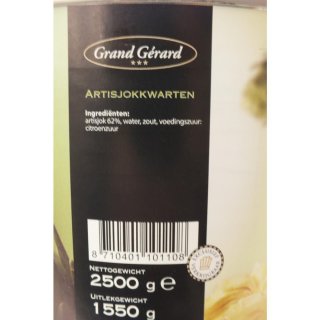 Grand Gérard
ARTISJOKKWARTEN
Ingrediënten:
artisjok 62%, water, zout, voedingszuur:
citroenzuur
8 710401 101108
NETTOGEWICHT
2500 g e
UITLEKGEWICHT
1550 g